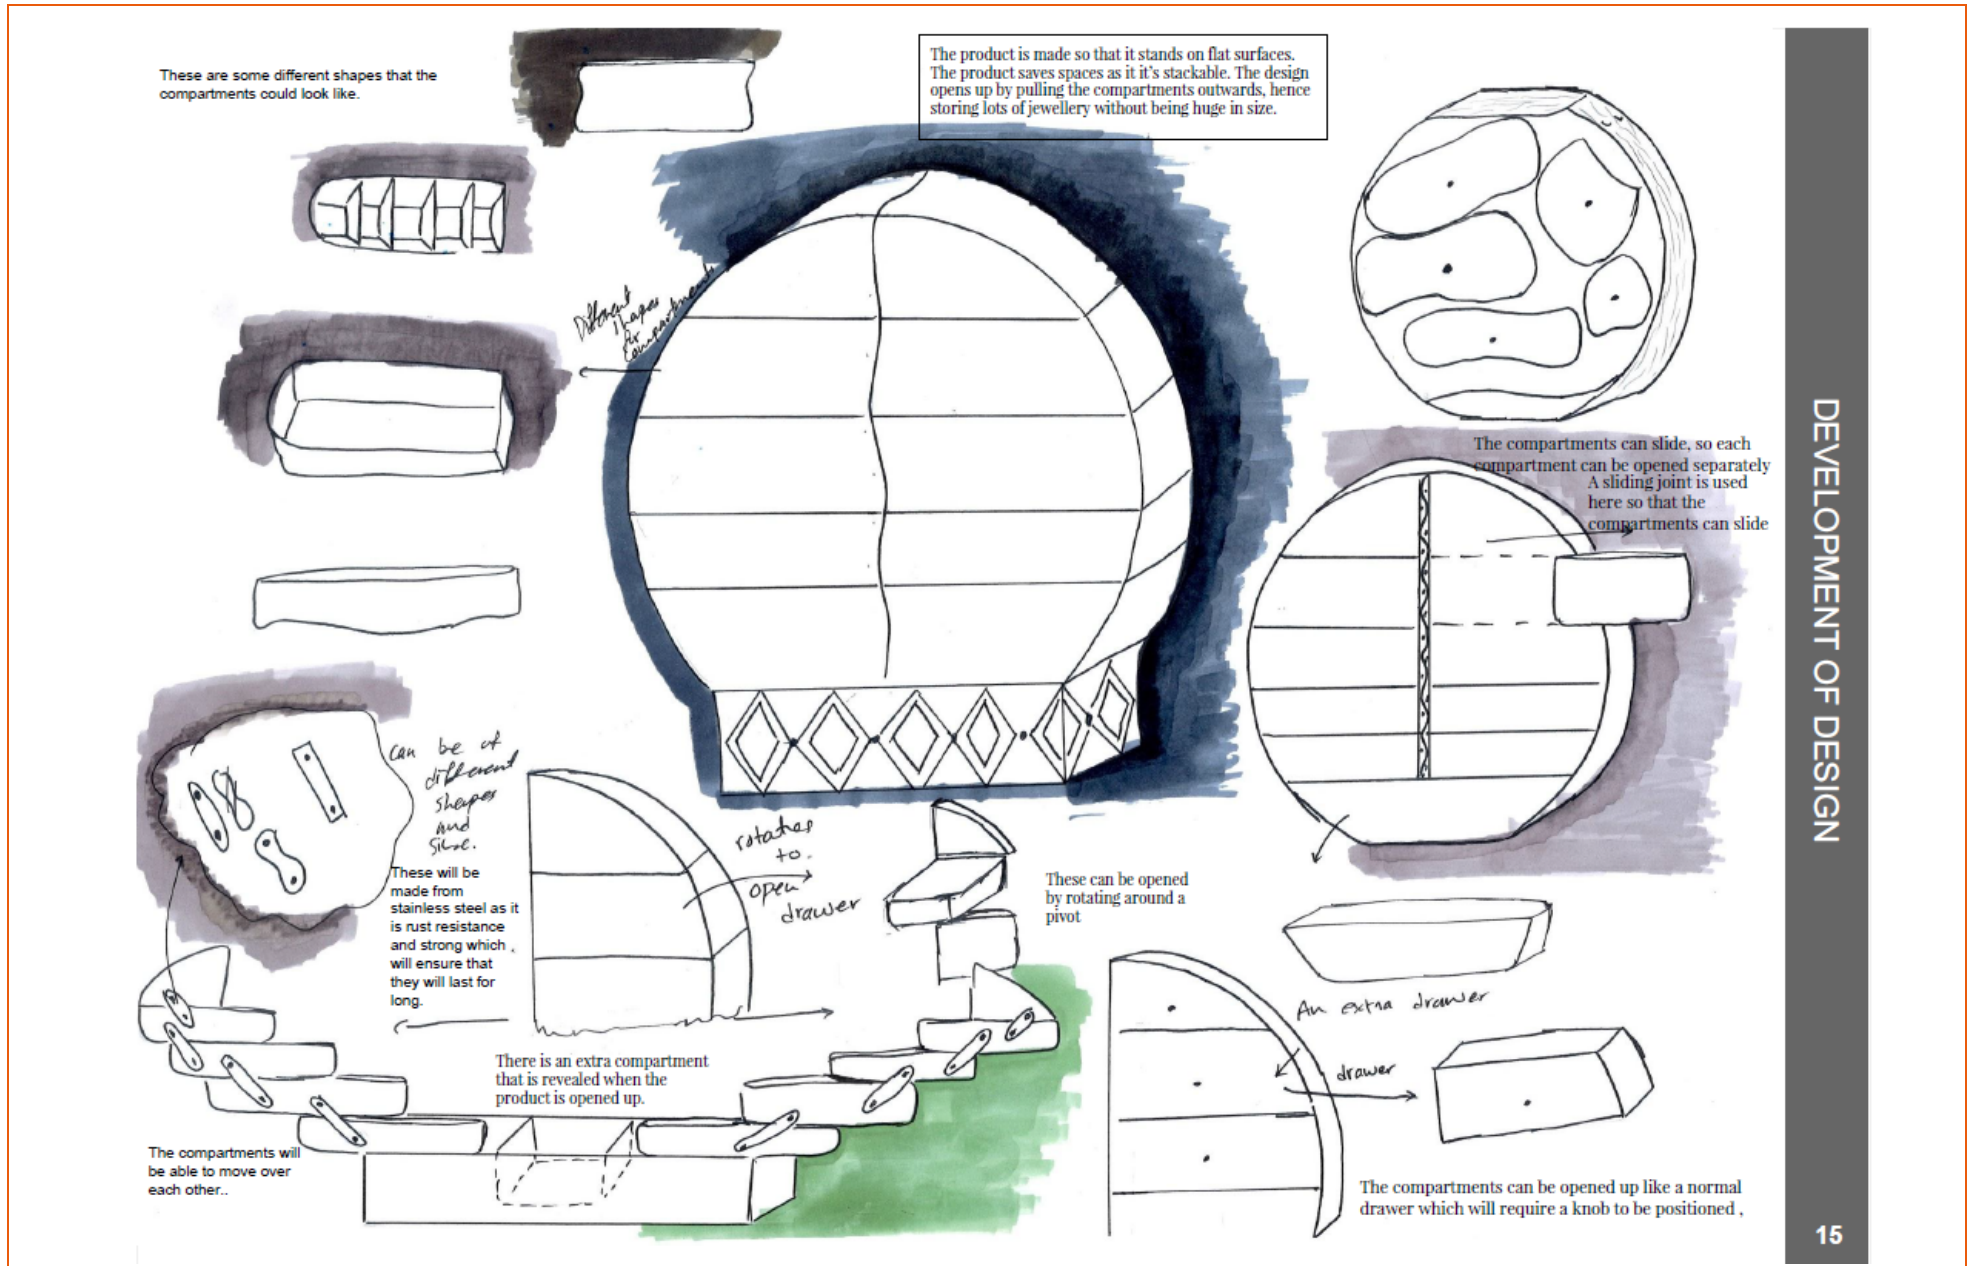 These are some different shapes that the
compartments could look like.
The product is made so that it stands on flat surfaces.
The product saves spaces as it it's stackable. The design
opens up by pulling the compartments outwards, hence
storing lots of jewellery without being huge in size.
Different
shapes
for
compartments
The compartments can slide, so each
compartment can be opened separately
A sliding joint is used
here so that the
compartments can slide
DEVELOPMENT OF DESIGN
can be of
different
shapes
and
size.
These will be
made from
stainless steel as it
is rust resistance
and strong which ,
will ensure that
they will last for
long.
rotates
to
open
drawer
These can be opened
by rotating around a
pivot
An extra drawer
drawer
There is an extra compartment
that is revealed when the
product is opened up.
The compartments will
be able to move over
each other..
The compartments can be opened up like a normal
drawer which will require a knob to be positioned ,
15